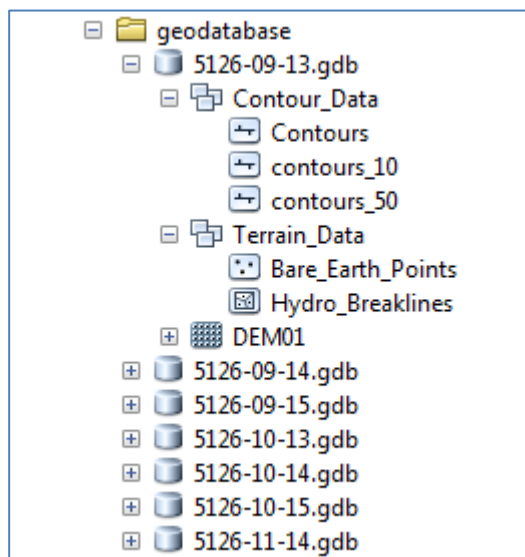 geodatabase
5126-09-13.gdb
Contour_Data
Contours
contours_10
contours_50
Terrain_Data
Bare_Earth_Points
Hydro_Breaklines
DEM01
5126-09-14.gdb
5126-09-15.gdb
5126-10-13.gdb
5126-10-14.gdb
5126-10-15.gdb
5126-11-14.gdb